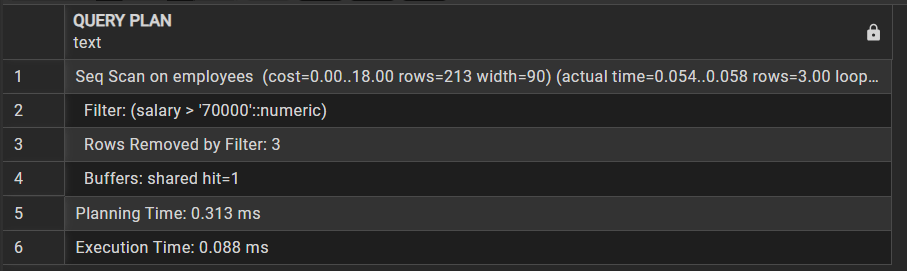 QUERY PLAN
text
1 Seq Scan on employees (cost=0.00..18.00 rows=213 width=90) (actual time=0.054..0.058 rows=3.00 loop…
2 Filter: (salary > '70000'::numeric)
3 Rows Removed by Filter: 3
4 Buffers: shared hit=1
5 Planning Time: 0.313 ms
6 Execution Time: 0.088 ms